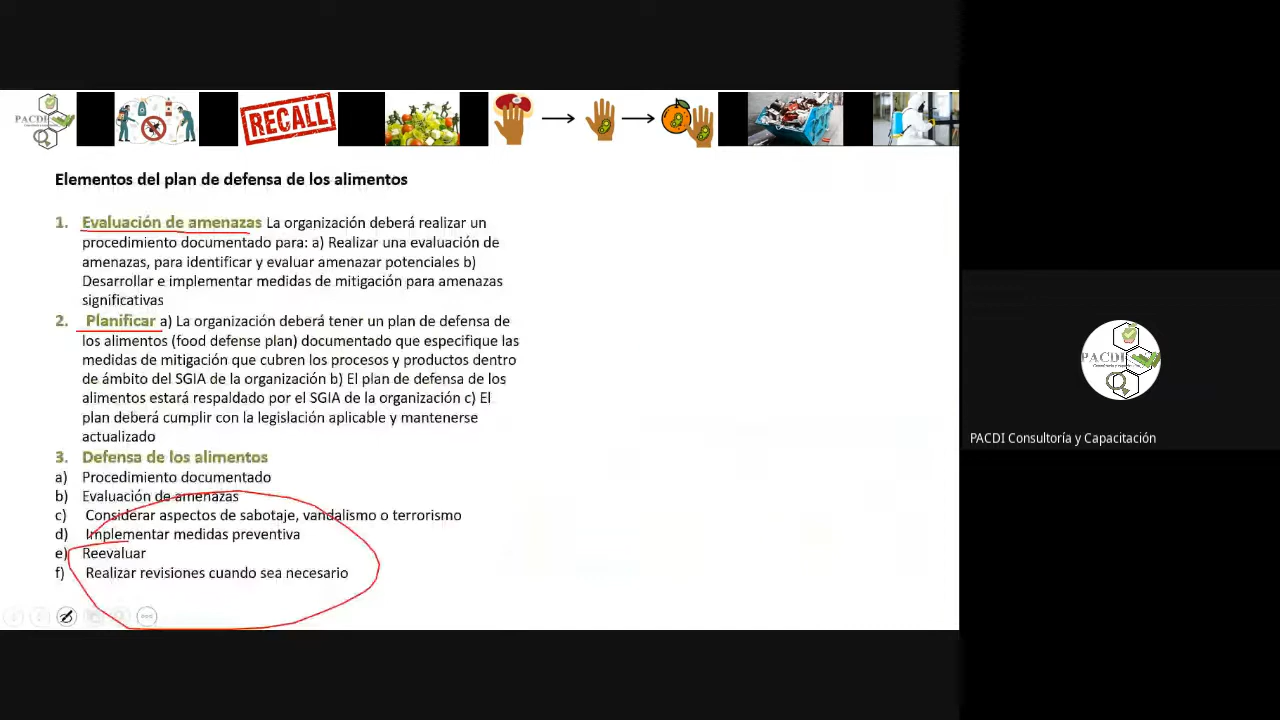 PACDI
RECALL
Elementos del plan de defensa de los alimentos
1. Evaluación de amenazas La organización deberá realizar un
procedimiento documentado para: a) Realizar una evaluación de
amenazas, para identificar y evaluar amenazar potenciales b)
Desarrollar e implementar medidas de mitigación para amenazas
significativas
2. Planificar a) La organización deberá tener un plan de defensa de
los alimentos (food defense plan) documentado que especifique las
medidas de mitigación que cubren los procesos y productos dentro
de ámbito del SGIA de la organización b) El plan de defensa de los
alimentos estará respaldado por el SGIA de la organización c) El
plan deberá cumplir con la legislación aplicable y mantenerse
actualizado
3. Defensa de los alimentos
a) Procedimiento documentado
b) Evaluación de amenazas
c) Considerar aspectos de sabotaje, vandalismo o terrorismo
d) Implementar medidas preventiva
e) Reevaluar
f) Realizar revisiones cuando sea necesario
PACDI
PACDI Consultoría y Capacitación